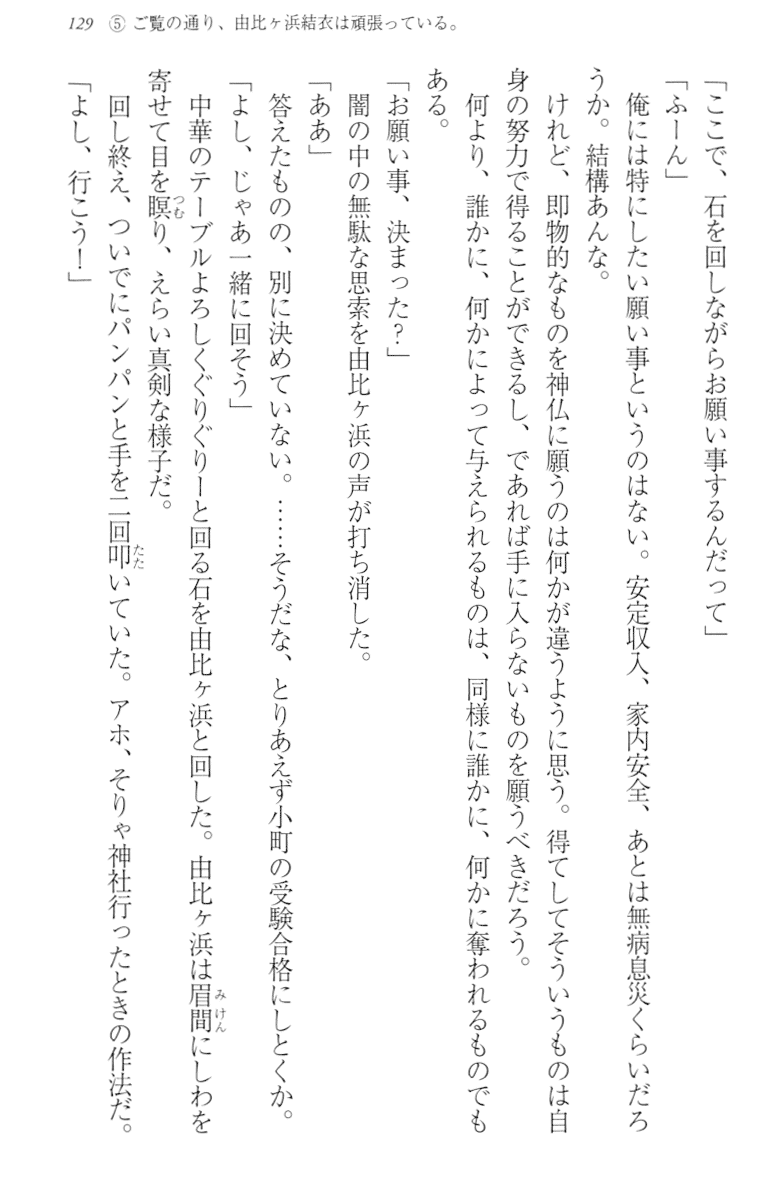 129 ⑤ ご覧の通り、由比ヶ浜結衣は頑張っている。
「ここで、石を回しながらお願い事するんだって」
「ふーん」
俺には特にしたい願い事というのはない。安定収入、家内安全、あとは無病息災くらいだろ
うか。結構あんな。
けれど、即物的なものを神仏に願うのは何かが違うように思う。得てしてそういうものは自
身の努力で得ることができるし、であれば手に入らないものを願うべきだろう。
何より、誰かに、何かによって与えられるものは、同様に誰かに、何かに奪われるものでも
ある。
「お願い事、決まった?」
闇の中の無駄な思索を由比ヶ浜の声が打ち消した。
「ああ」
答えたものの、別に決めていない。……そうだな、とりあえず小町の受験合格にしとくか。
「よし、じゃあ一緒に回そう」
中華のテーブルよろしくぐりぐりーと回る石を由比ヶ浜と回した。由比ヶ浜は眉間にしわを
寄せて目を瞑り、えらい真剣な様子だ。
回し終え、ついでにパンパンと手を二回叩いていた。アホ、そりゃ神社行ったときの作法だ。
「よし、行こう!」